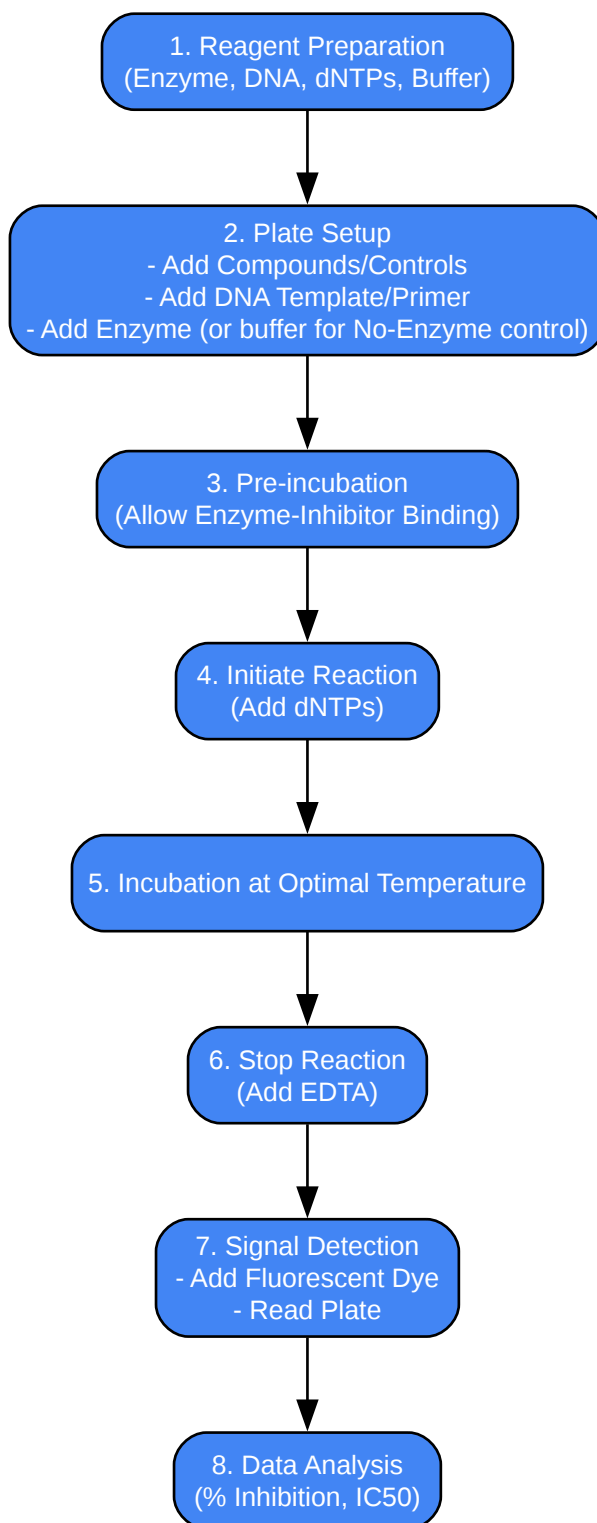 1. Reagent Preparation
(Enzyme, DNA, dNTPs, Buffer)
2. Plate Setup
- Add Compounds/Controls
- Add DNA Template/Primer
- Add Enzyme (or buffer for No-Enzyme control)
3. Pre-incubation
(Allow Enzyme-Inhibitor Binding)
4. Initiate Reaction
(Add dNTPs)
5. Incubation at Optimal Temperature
6. Stop Reaction
(Add EDTA)
7. Signal Detection
- Add Fluorescent Dye
- Read Plate
8. Data Analysis
(% Inhibition, IC50)